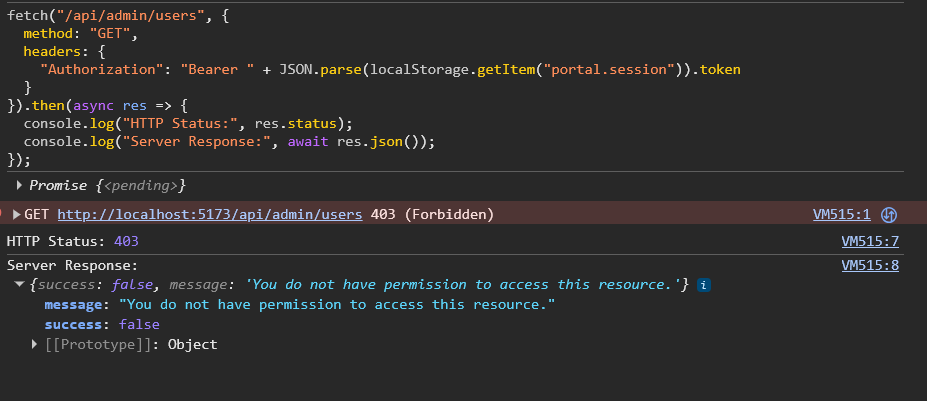 fetch("/api/admin/users", {
  method: "GET",
  headers: {
    "Authorization": "Bearer " + JSON.parse(localStorage.getItem("portal.session")).token
  }
}).then(async res => {
  console.log("HTTP Status:", res.status);
  console.log("Server Response:", await res.json());
});
Promise {<pending>}
GET http://localhost:5173/api/admin/users 403 (Forbidden) VM515:1
HTTP Status: 403 VM515:7
Server Response: VM515:8
{success: false, message: 'You do not have permission to access this resource.'} i
message: "You do not have permission to access this resource."
success: false
[[Prototype]]: Object